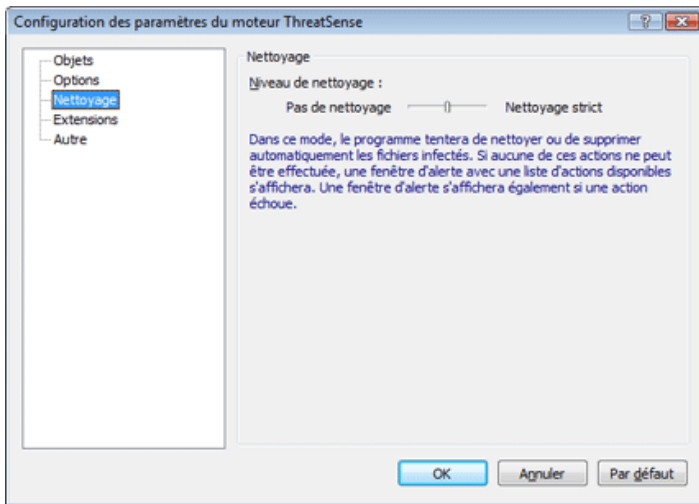 Configuration des paramètres du moteur ThreatSense
Objets
Options
Nettoyage
Extensions
Autre
Nettoyage
Niveau de nettoyage :
Pas de nettoyage Nettoyage strict
Dans ce mode, le programme tentera de nettoyer ou de supprimer
automatiquement les fichiers infectés. Si aucune de ces actions ne peut
être effectuée, une fenêtre d'alerte avec une liste d'actions disponibles
s'affichera. Une fenêtre d'alerte s'affichera également si une action
échoue.
OK Annuler Par défaut